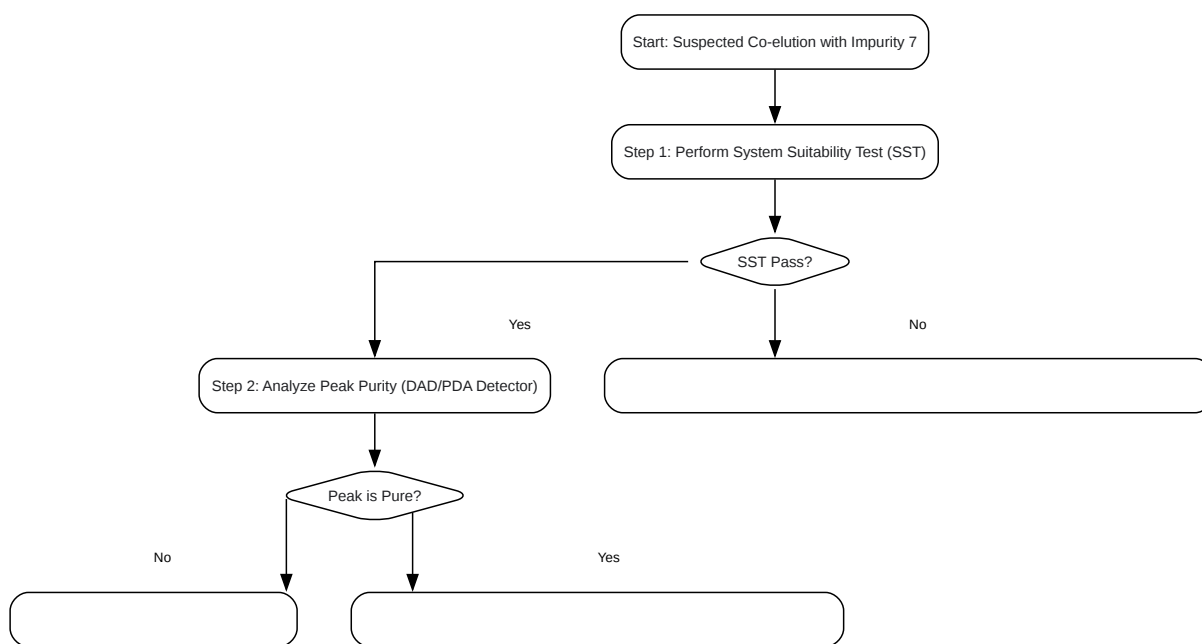 Start: Suspected Co-elution with Impurity 7
Step 1: Perform System Suitability Test (SST)
SST Pass?
Yes
No
Step 2: Analyze Peak Purity (DAD/PDA Detector)
Peak is Pure?
No
Yes